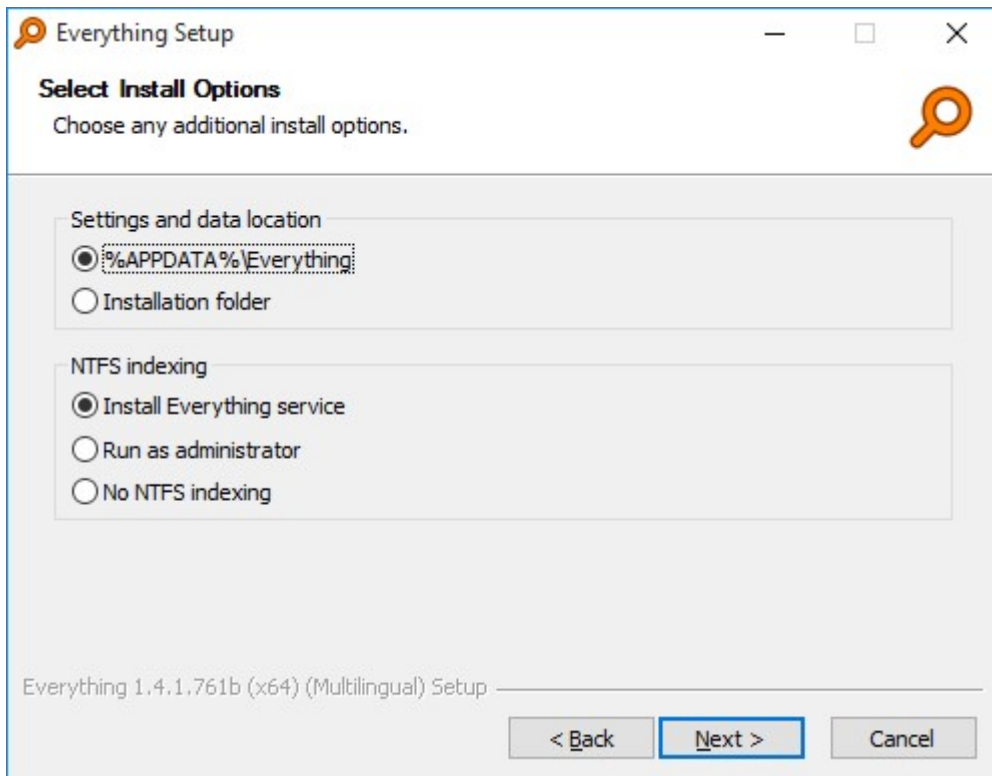 Everything Setup
Select Install Options
Choose any additional install options.
Settings and data location
%APPDATA%\Everything
Installation folder
NTFS indexing
Install Everything service
Run as administrator
No NTFS indexing
Everything 1.4.1.761b (x64) (Multilingual) Setup
< Back Next > Cancel